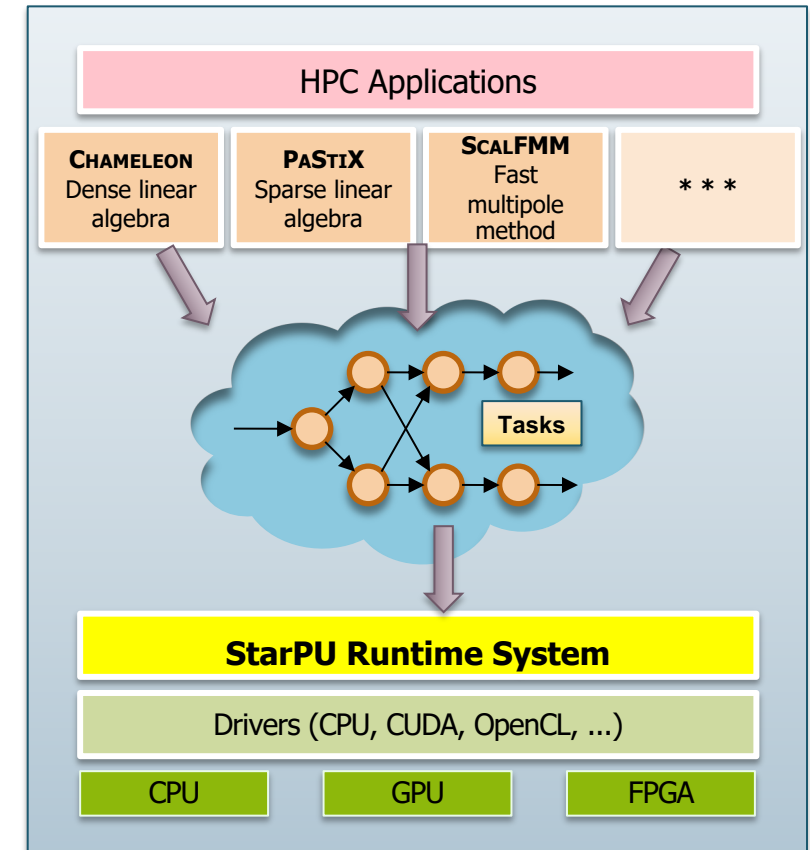 HPC Applications
CHAMELEON
Dense linear
algebra
PASTIX
Sparse linear
algebra
SCALFMM
Fast
multipole
method
* * *
Tasks
StarPU Runtime System
Drivers (CPU, CUDA, OpenCL, ...)
CPU
GPU
FPGA